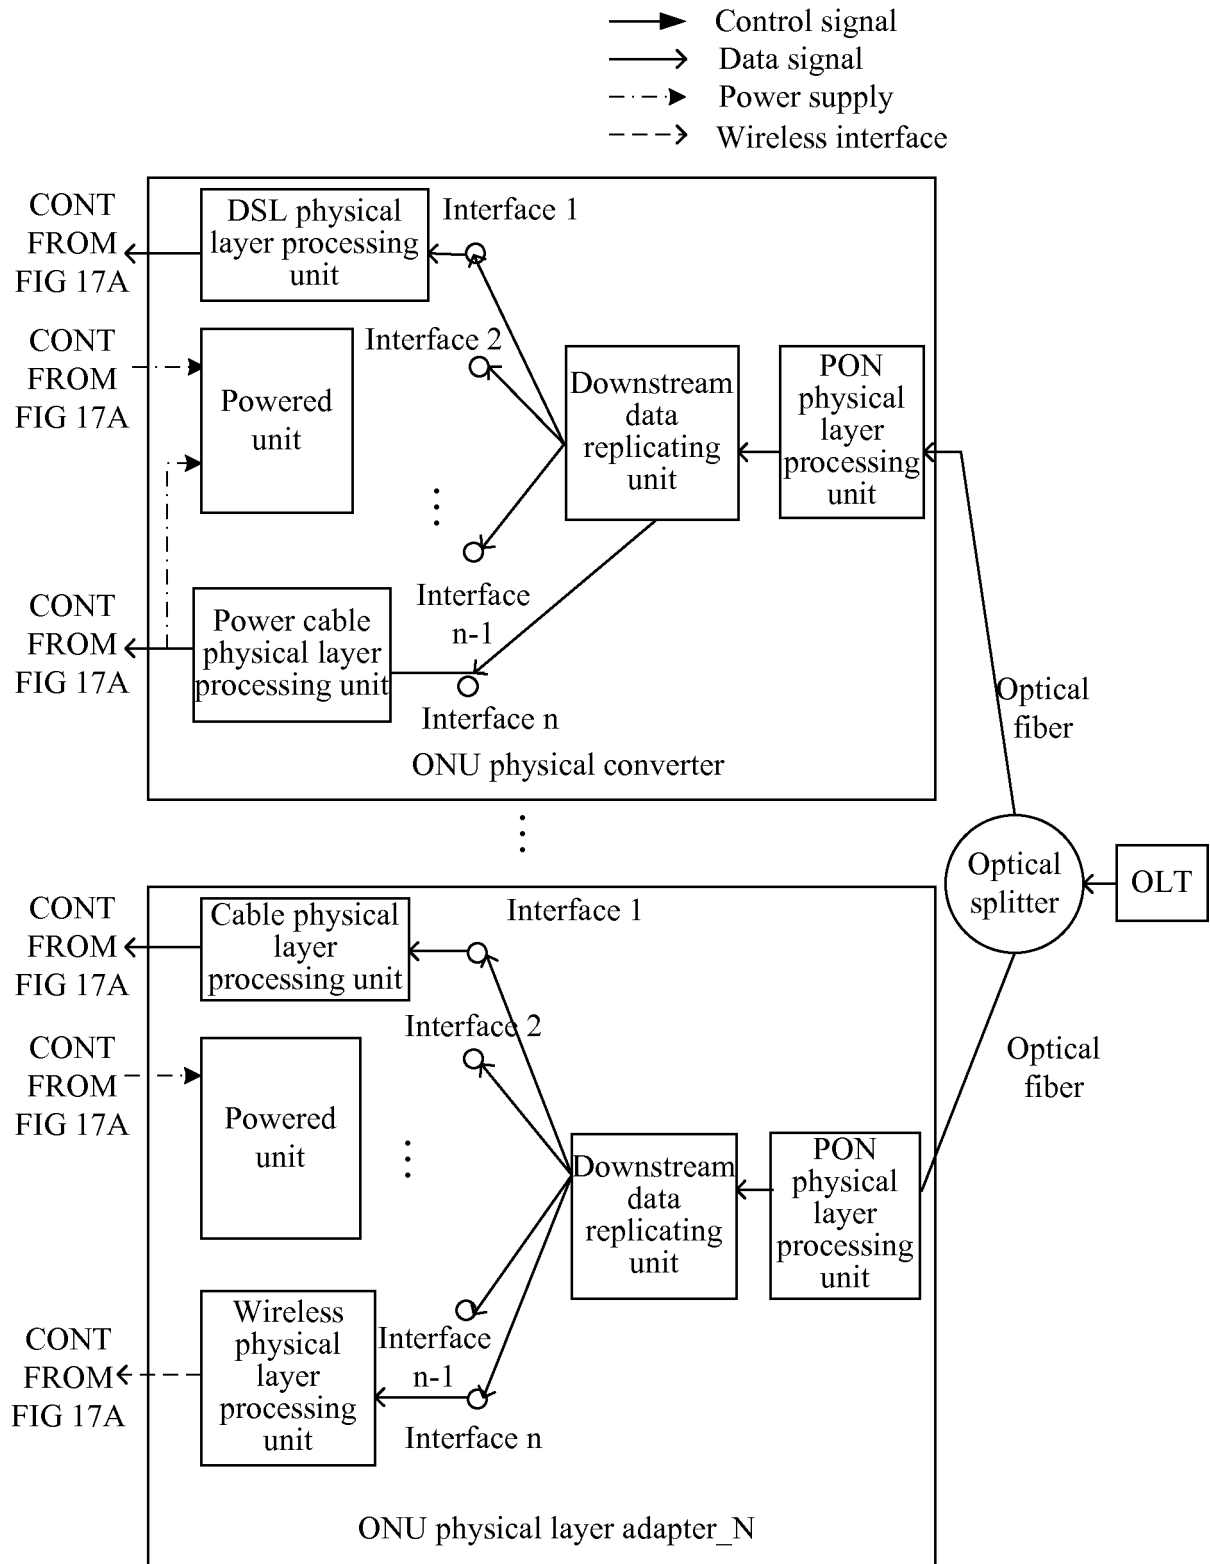 Control signal
Data signal
Power supply
Wireless interface
CONT
FROM
FIG 17A
DSL physical
layer processing
unit
Interface 1
CONT
FROM
FIG 17A
Powered
unit
Interface 2
Downstream
data
replicating
unit
PON
physical
layer
processing
unit
Interface
n-1
CONT
FROM
FIG 17A
Power cable
physical layer
processing unit
Interface n
ONU physical converter
Optical
fiber
Optical
splitter
OLT
CONT
FROM
FIG 17A
Cable physical
layer
processing unit
Interface 1
Interface 2
CONT
FROM
FIG 17A
Powered
unit
Optical
fiber
Downstream
data
replicating
unit
PON
physical
layer
processing
unit
CONT
FROM
FIG 17A
Wireless
physical
layer
processing
unit
Interface
n-1
Interface n
ONU physical layer adapter_N